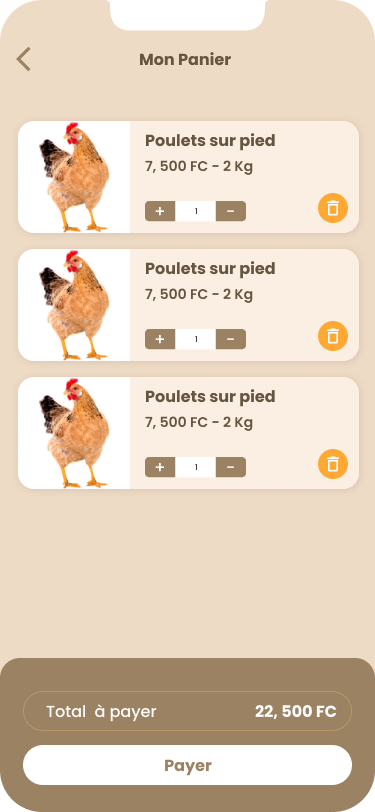 Mon Panier
Poulets sur pied
7, 500 FC - 2 Kg
+ 1 -
Poulets sur pied
7, 500 FC - 2 Kg
+ 1 -
Poulets sur pied
7, 500 FC - 2 Kg
+ 1 -
Total à payer 22, 500 FC
Payer